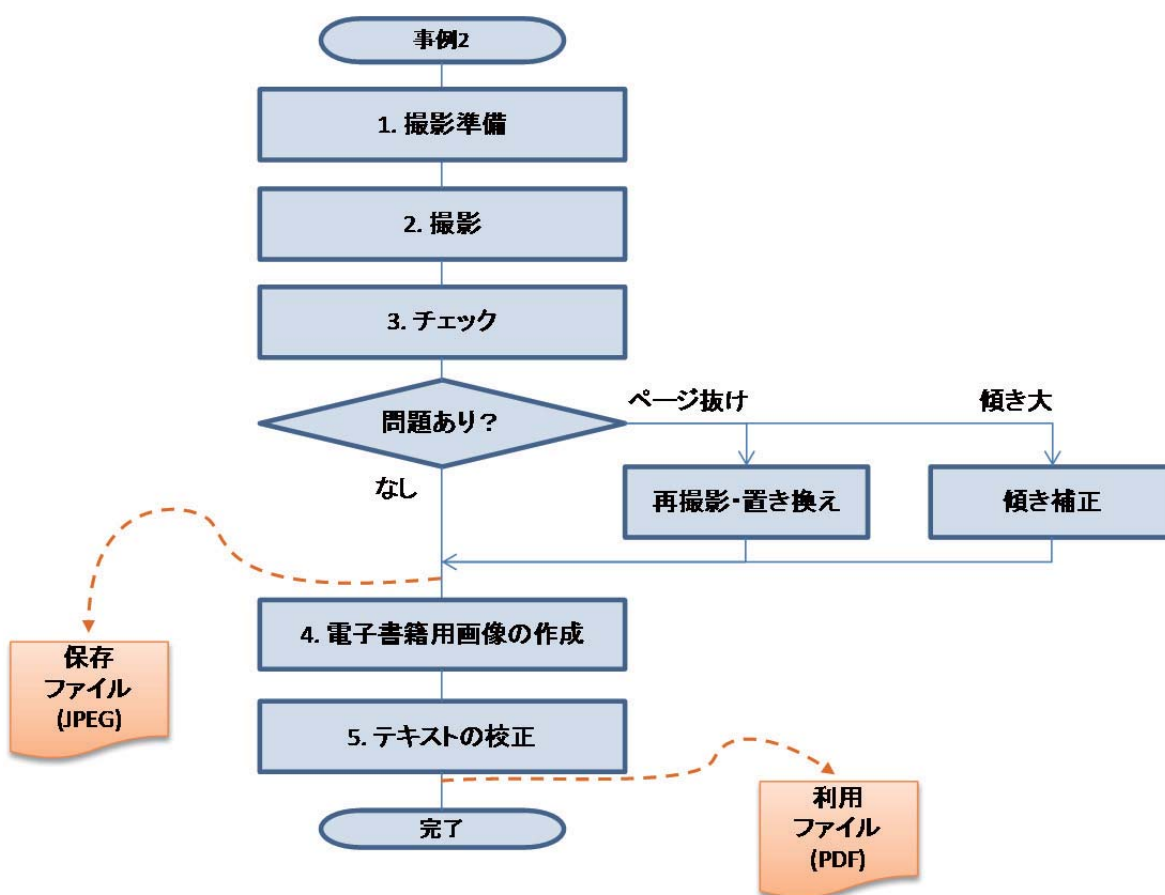 事例2
1. 撮影準備
2. 撮影
3. チェック
問題あり？
ページ抜け
傾き大
なし
再撮影・置き換え
傾き補正
4. 電子書籍用画像の作成
保存
ファイル
(JPEG)
5. テキストの校正
利用
ファイル
(PDF)
完了